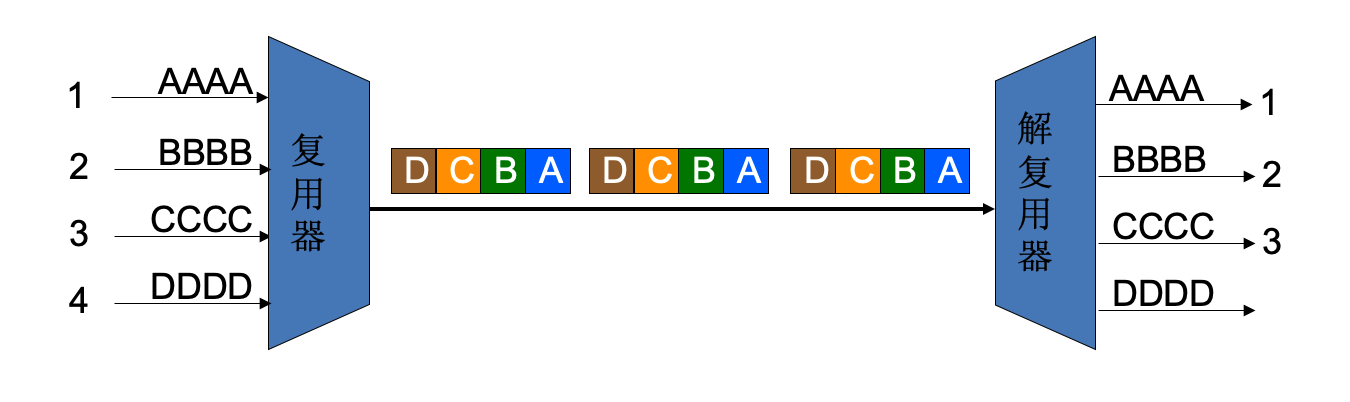 1 AAAA
2 BBBB
3 CCCC
4 DDDD
复用器
D C B A D C B A D C B A
解复用器
AAAA 1
BBBB 2
CCCC 3
DDDD